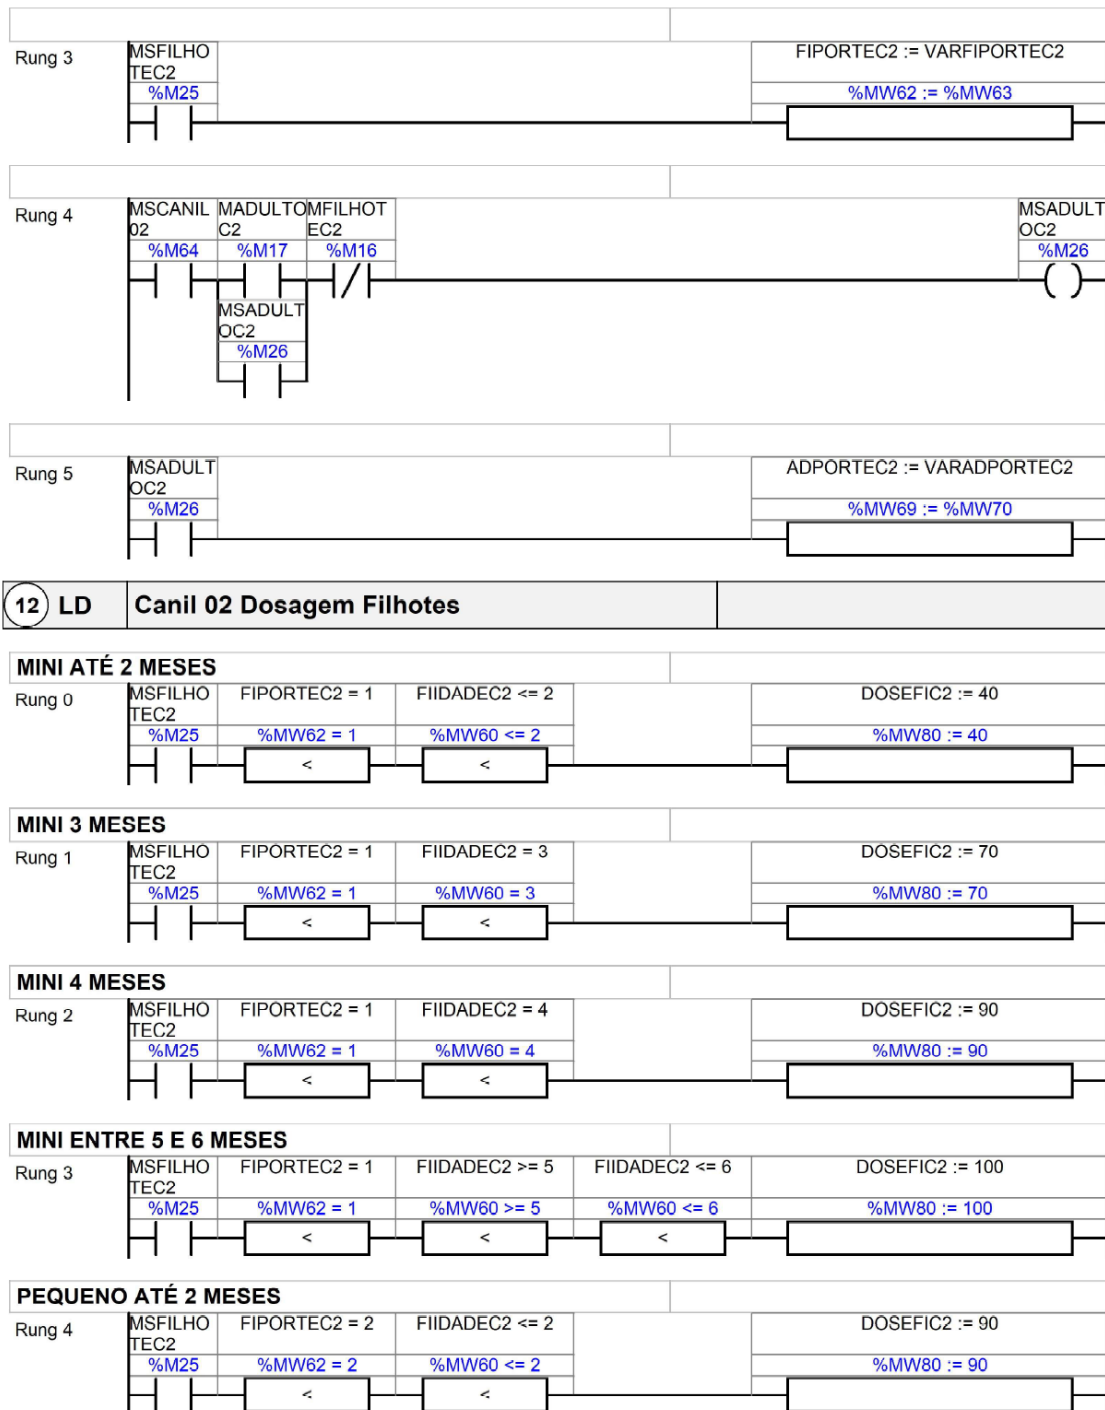 Rung 3
MSFILHO
TEC2
%M25
FIPORTEC2 := VARFIPORTEC2
%MW62 := %MW63
Rung 4
MSCANIL MADULTO MFILHOT
02 C2 EC2
%M64 %M17 %M16
MSADULT
OC2
%M26
MSADULT
OC2
%M26
Rung 5
MSADULT
OC2
%M26
ADPORTEC2 := VARADPORTEC2
%MW69 := %MW70
12 LD Canil 02 Dosagem Filhotes
MINI ATÉ 2 MESES
Rung 0
MSFILHO FIPORTEC2 = 1 FIIDADEC2 <= 2 DOSEFIC2 := 40
TEC2
%M25 %MW62 = 1 %MW60 <= 2 %MW80 := 40
< <
MINI 3 MESES
Rung 1
MSFILHO FIPORTEC2 = 1 FIIDADEC2 = 3 DOSEFIC2 := 70
TEC2
%M25 %MW62 = 1 %MW60 = 3 %MW80 := 70
< <
MINI 4 MESES
Rung 2
MSFILHO FIPORTEC2 = 1 FIIDADEC2 = 4 DOSEFIC2 := 90
TEC2
%M25 %MW62 = 1 %MW60 = 4 %MW80 := 90
< <
MINI ENTRE 5 E 6 MESES
Rung 3
MSFILHO FIPORTEC2 = 1 FIIDADEC2 >= 5 FIIDADEC2 <= 6 DOSEFIC2 := 100
TEC2
%M25 %MW62 = 1 %MW60 >= 5 %MW60 <= 6 %MW80 := 100
< < <
PEQUENO ATÉ 2 MESES
Rung 4
MSFILHO FIPORTEC2 = 2 FIIDADEC2 <= 2 DOSEFIC2 := 90
TEC2
%M25 %MW62 = 2 %MW60 <= 2 %MW80 := 90
< <